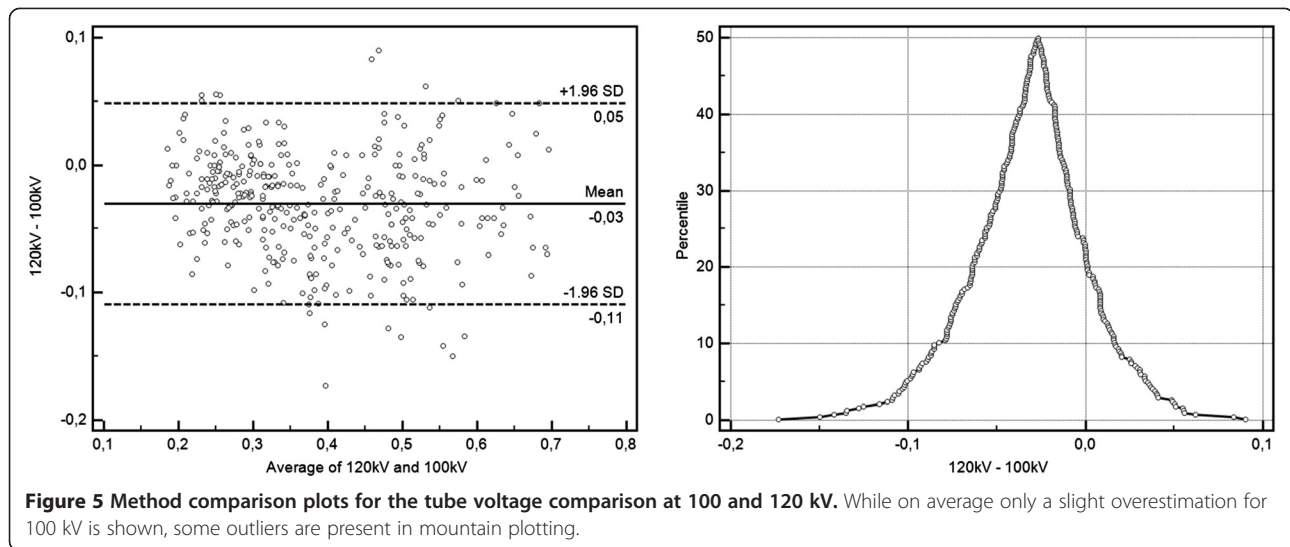 0,1
0,0
-0,1
-0,2
120kV - 100kV
+1.96 SD
0,05
Mean
-0,03
-1.96 SD
-0,11
0,1 0,2 0,3 0,4 0,5 0,6 0,7 0,8
Average of 120kV and 100kV
50
40
30
20
10
0
Percentile
-0,2 -0,1 0,0 0,1
120kV - 100kV
Figure 5 Method comparison plots for the tube voltage comparison at 100 and 120 kV. While on average only a slight overestimation for
100 kV is shown, some outliers are present in mountain plotting.